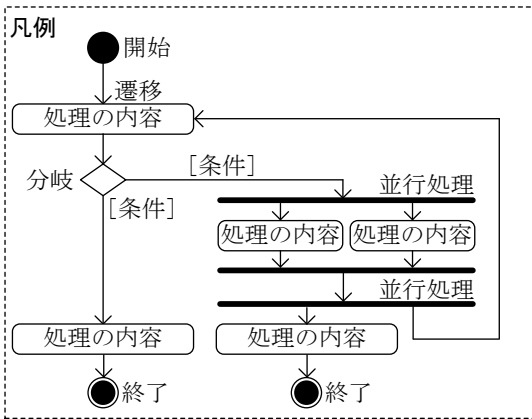 凡例
開始
遷移
処理の内容
分岐
[条件]
[条件]
並行処理
処理の内容
処理の内容
並行処理
処理の内容
処理の内容
終了
終了